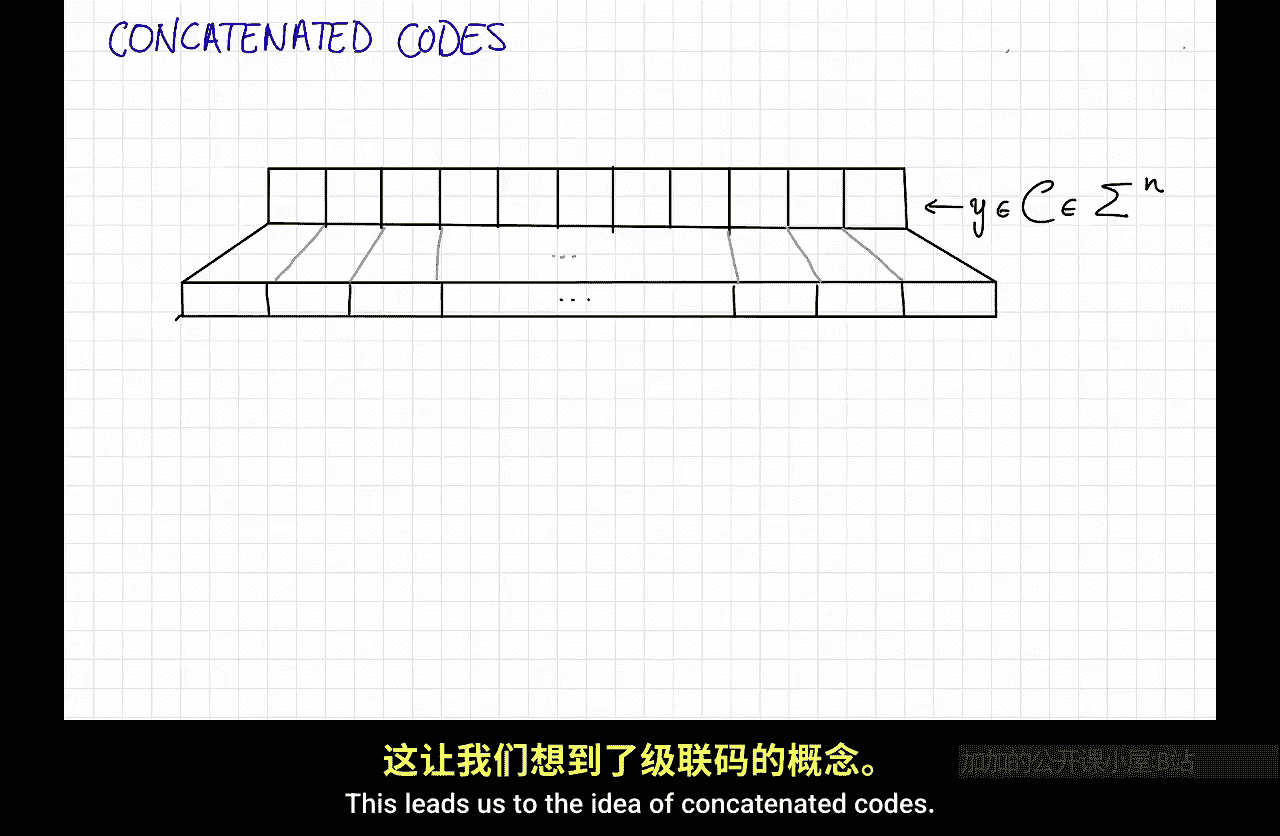 CONCATENATED CODES
← y ∈ C ∈ Σ^n
...
...
这让我们想到了级联码的概念。
加加的公开课小屋·B站
This leads us to the idea of concatenated codes.